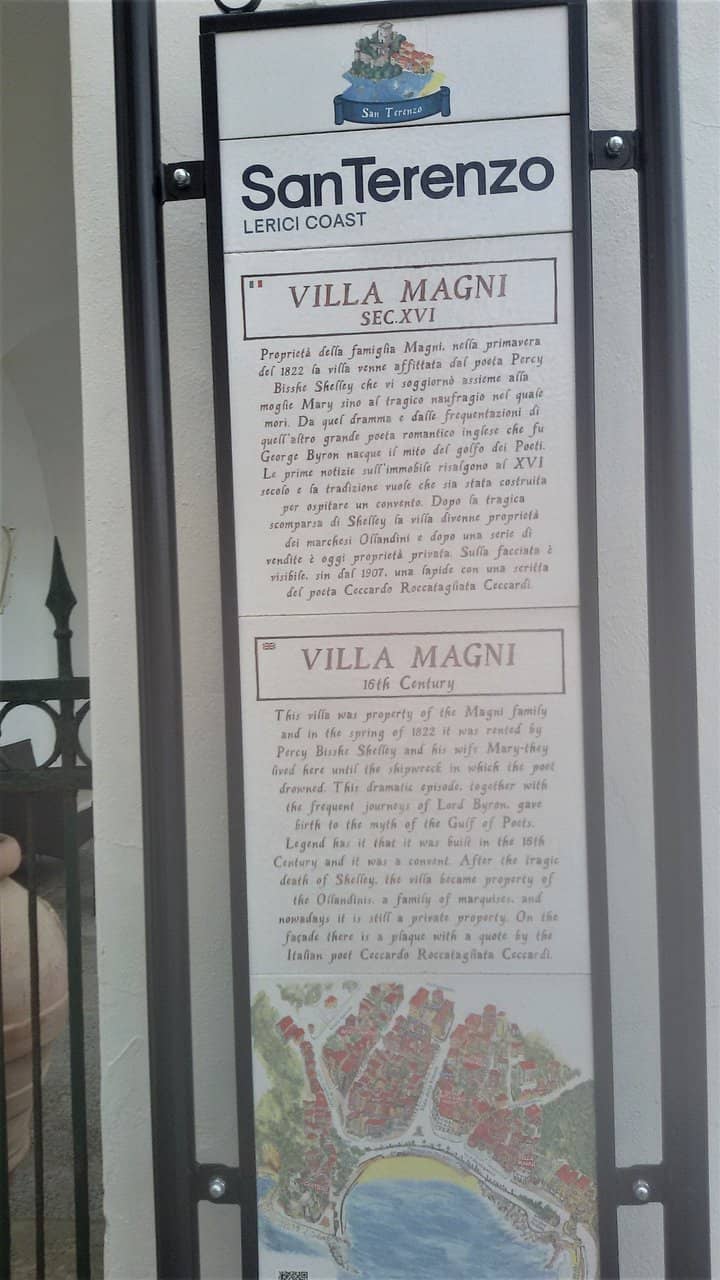 San Terenzo
SanTerenzo
LERICI COAST
VILLA MAGNI
SEC.XVI
Proprietà della famiglia Magni, nella primavera
del 1822 la villa venne affittata dal poeta Percy
Bisshe Shelley che vi soggiornò assieme alla
moglie Mary sino al tragico naufragio nel quale
morì. Da quel dramma e dalle frequentazioni di
quell'altro grande poeta romantico inglese che fu
George Byron nacque il mito del golfo dei Poeti.
Le prime notizie sull'immobile risalgono al XVI
secolo e la tradizione vuole che sia stata costruita
per ospitare un convento. Dopo la tragica
scomparsa di Shelley la villa divenne proprietà
dei marchesi Ollandini e dopo una serie di
vendite è oggi proprietà privata. Sulla facciata è
visibile, sin dal 1907, una lapide con una scritta
del poeta Ceccardo Roccatagliata Ceccardi.
VILLA MAGNI
16th Century
This villa was property of the Magni family
and in the spring of 1822 it was rented by
Percy Bisshe Shelley and his wife Mary-they
lived here until the shipwreck in which the poet
drowned. This dramatic episode, together with
the frequent journeys of Lord Byron, gave
birth to the myth of the Gulf of Poets.
Legend has it that it was built in the 16th
Century and it was a convent. After the tragic
death of Shelley, the villa became property of
the Ollandinis, a family of marquises, and
nowadays it is still a private property. On the
façade there is a plaque with a quote by the
Italian poet Ceccardo Roccatagliata Ceccardi.